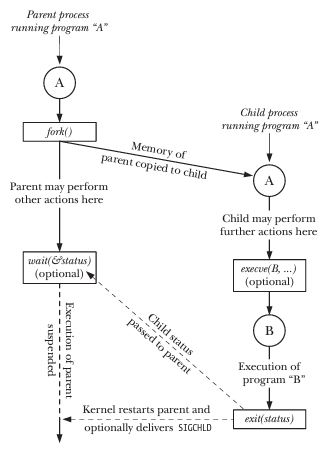 Parent process
running program “A”
A
fork()
Child process
running program “A”
Memory of
parent copied to child
A
Parent may perform
other actions here
Child may perform
further actions here
wait(&status)
(optional)
execve(B, ...)
(optional)
Execution of parent
suspended
Child status
passed to parent
B
Execution of
program “B”
Kernel restarts parent and
optionally delivers SIGCHLD
exit(status)